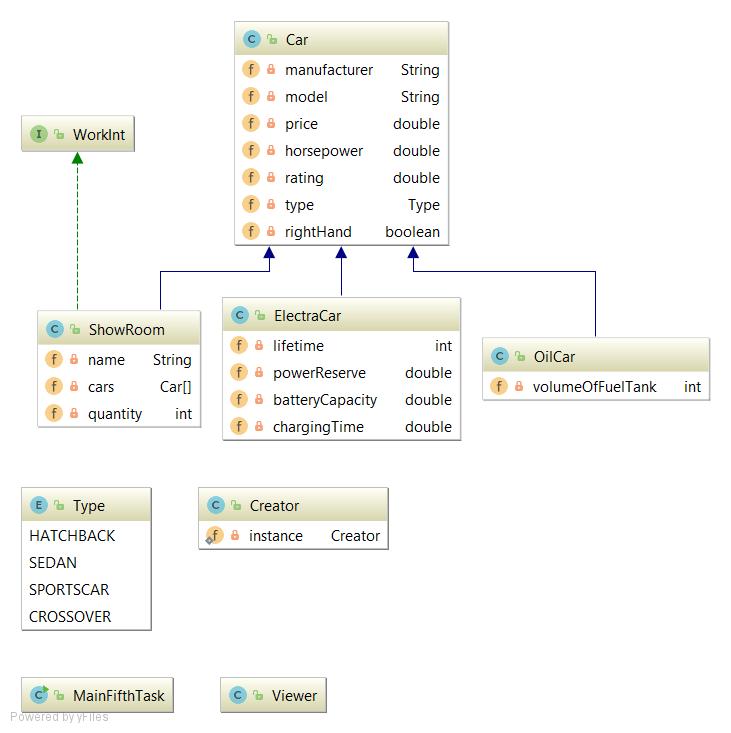 Car
manufacturer String
model String
price double
horsepower double
rating double
type Type
rightHand boolean
WorkInt
ShowRoom
name String
cars Car[]
quantity int
ElectraCar
lifetime int
powerReserve double
batteryCapacity double
chargingTime double
OilCar
volumeOfFuelTank int
Type
HATCHBACK
SEDAN
SPORTSCAR
CROSSOVER
Creator
instance Creator
MainFifthTask
Viewer
Powered by yFiles